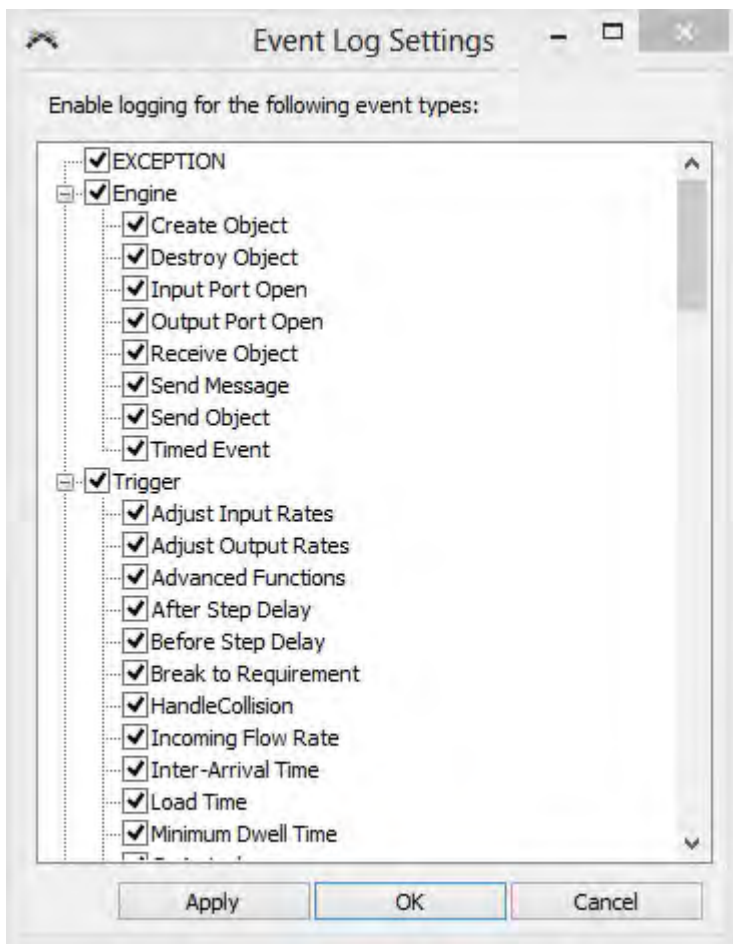 Event Log Settings
Enable logging for the following event types:
EXCEPTION
Engine
Create Object
Destroy Object
Input Port Open
Output Port Open
Receive Object
Send Message
Send Object
Timed Event
Trigger
Adjust Input Rates
Adjust Output Rates
Advanced Functions
After Step Delay
Before Step Delay
Break to Requirement
HandleCollision
Incoming Flow Rate
Inter-Arrival Time
Load Time
Minimum Dwell Time
Apply OK Cancel